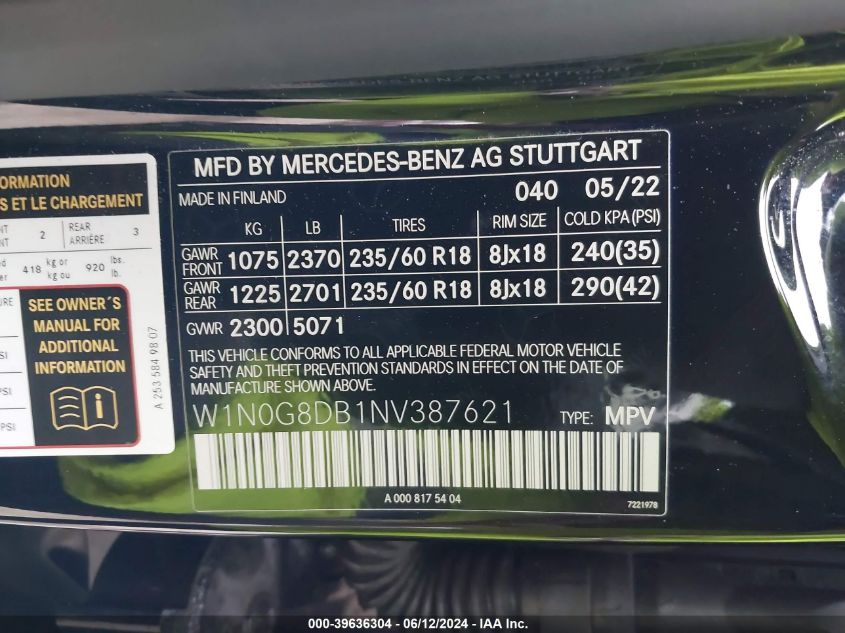 ORMATION
S ET LE CHARGEMENT
NT 2 REAR 3
NT ARRIÈRE
418 kg or 920 lbs.
kg ou lb.
SEE OWNER´S
MANUAL FOR
ADDITIONAL
INFORMATION
A 253 584 98 07
MFD BY MERCEDES-BENZ AG STUTTGART
MADE IN FINLAND 040 05/22
KG LB TIRES RIM SIZE COLD KPA (PSI)
GAWR FRONT 1075 2370 235/60 R18 8Jx18 240(35)
GAWR REAR 1225 2701 235/60 R18 8Jx18 290(42)
GVWR 2300 5071
THIS VEHICLE CONFORMS TO ALL APPLICABLE FEDERAL MOTOR VEHICLE
SAFETY AND THEFT PREVENTION STANDARDS IN EFFECT ON THE DATE OF
MANUFACTURE SHOWN ABOVE.
W1N0G8DB1NV387621 TYPE: MPV
A 000 817 54 04
7221978
000-39636304 - 06/12/2024 - IAA Inc.